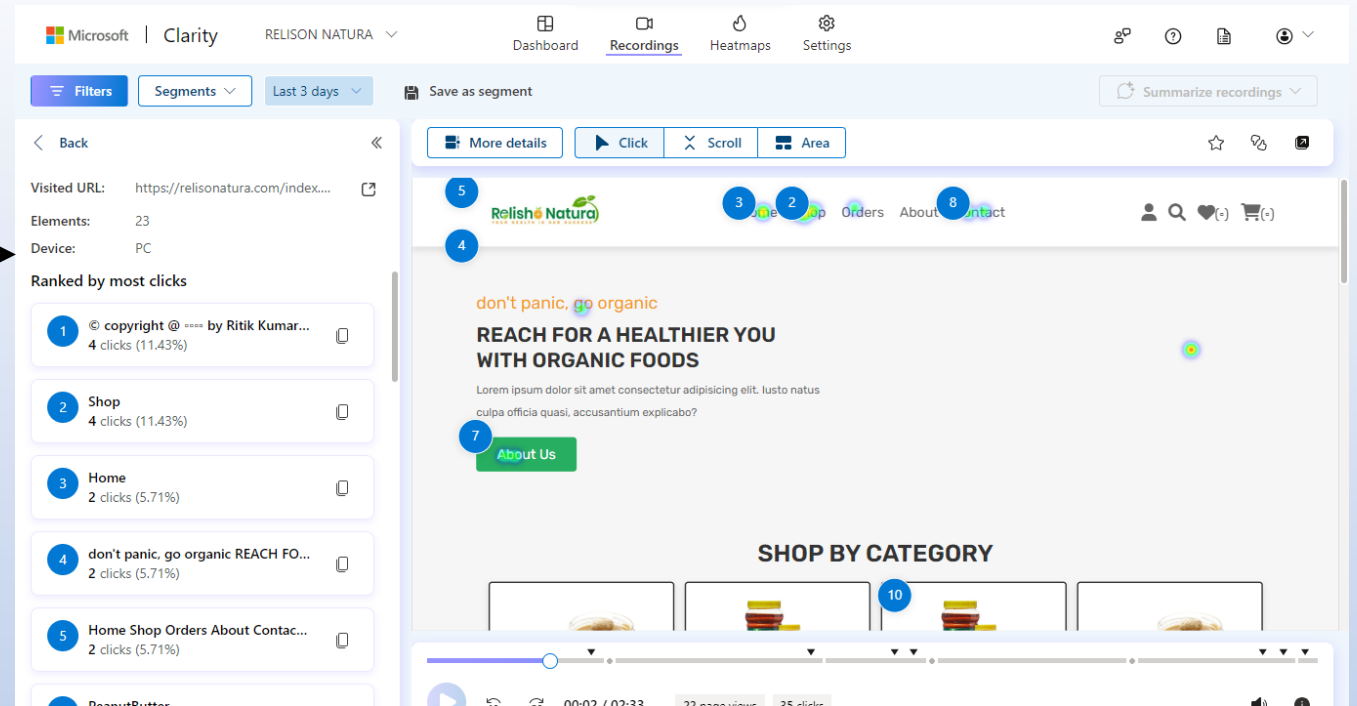 Microsoft | Clarity
RELISON NATURA
Dashboard
Recordings
Heatmaps
Settings
Filters
Segments
Last 3 days
Save as segment
Summarize recordings
Back
Visited URL: https://relisonatura.com/index....
Elements: 23
Device: PC
Ranked by most clicks
1
© copyright @ ▫▫▫▫ by Ritik Kumar...
4 clicks (11.43%)
2
Shop
4 clicks (11.43%)
3
Home
2 clicks (5.71%)
4
don't panic, go organic REACH FO...
2 clicks (5.71%)
5
Home Shop Orders About Contac...
2 clicks (5.71%)
PeanutButter
More details
Click
Scroll
Area
5
Relisho Natura
3
2
Orders
About
8
(▫)
(▫)
4
don't panic, go organic
REACH FOR A HEALTHIER YOU
WITH ORGANIC FOODS
Lorem ipsum dolor sit amet consectetur adipisicing elit. Iusto natus
culpa officia quasi, accusantium explicabo?
7
About Us
SHOP BY CATEGORY
10
00:02 / 02:33
22 page views
35 clicks